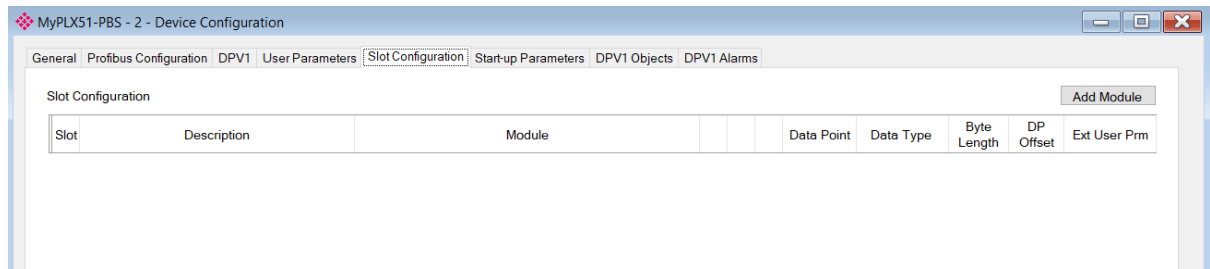 MyPLX51-PBS - 2 - Device Configuration
General Profibus Configuration DPV1 User Parameters Slot Configuration Start-up Parameters DPV1 Objects DPV1 Alarms
Slot Configuration Add Module
Slot Description Module Data Point Data Type Byte Length DP Offset Ext User Prm